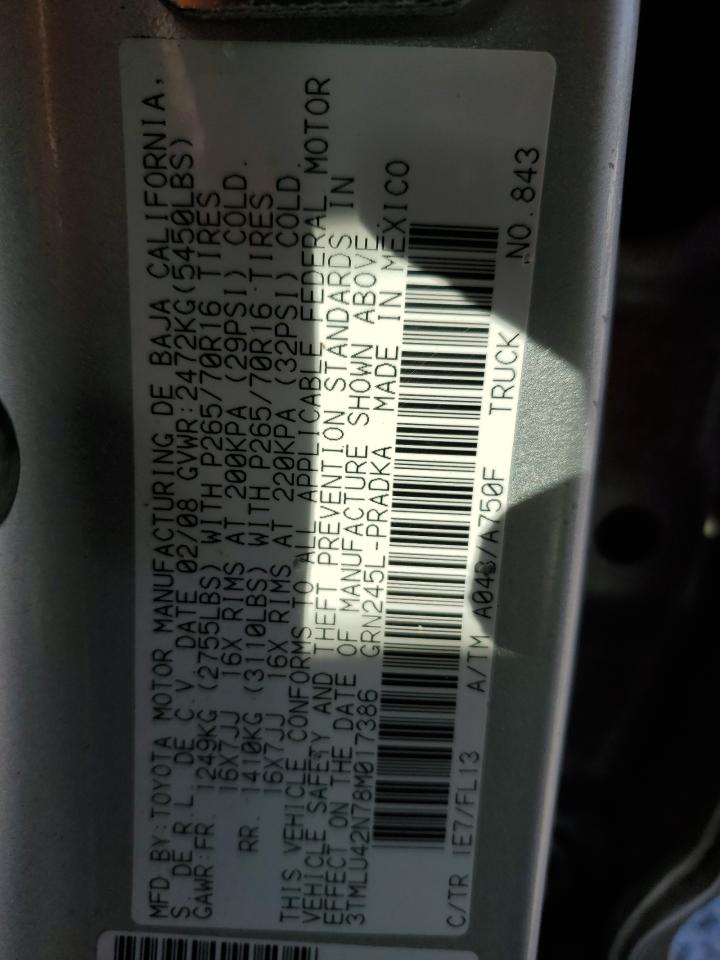 MFD BY:TOYOTA MOTOR MANUFACTURING DE BAJA CALIFORNIA,
S. DE R.L. DE C.V DATE 02/08 GVWR:2472KG(5450LBS)
GAWR:FR. 1249KG (2755LBS) WITH P265/70R16 TIRES
16X7JJ 16X RIMS AT 200KPA (29PSI) COLD.
RR. 1410KG (3110LBS) WITH P265/70R16 TIRES
16X7JJ 16X RIMS AT 220KPA (32PSI) COLD.
THIS VEHICLE CONFORMS TO ALL APPLICABLE FEDERAL MOTOR
VEHICLE SAFETY AND THEFT PREVENTION STANDARDS IN
EFFECT ON THE DATE OF MANUFACTURE SHOWN ABOVE.
3TMLU42N78M017386 GRN245L-PRADKA MADE IN MEXICO
C/TR 1E7/FL13 A/TM A04B/A750F TRUCK NO.843